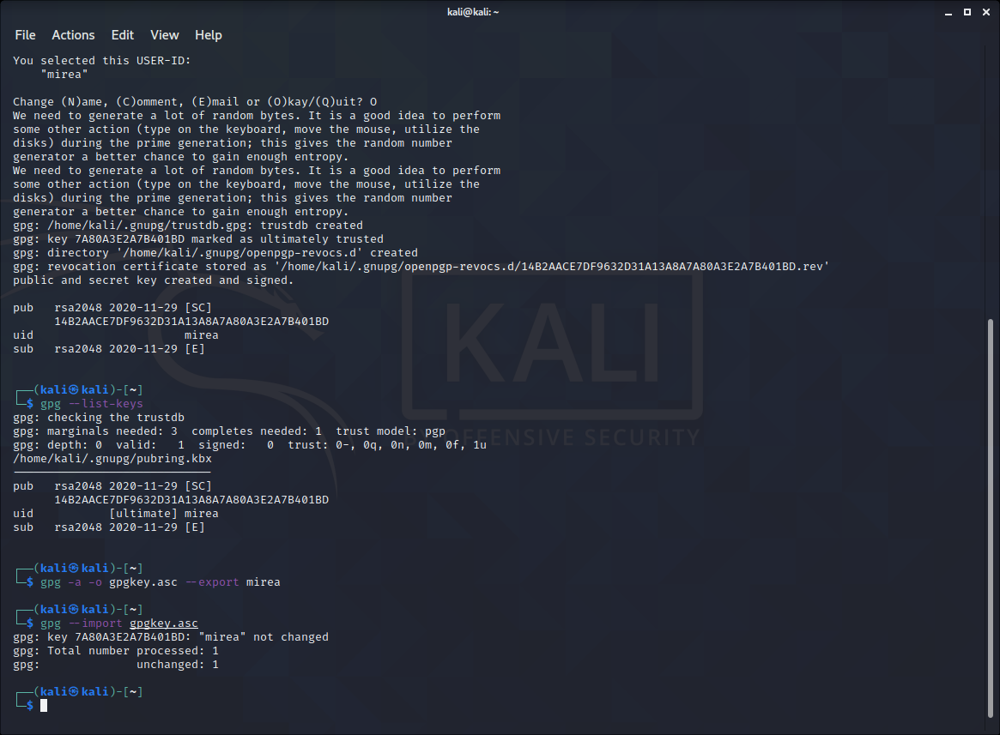 kali@kali: ~
File Actions Edit View Help
You selected this USER-ID:
    "mirea"
Change (N)ame, (C)omment, (E)mail or (O)kay/(Q)uit? O
We need to generate a lot of random bytes. It is a good idea to perform
some other action (type on the keyboard, move the mouse, utilize the
disks) during the prime generation; this gives the random number
generator a better chance to gain enough entropy.
We need to generate a lot of random bytes. It is a good idea to perform
some other action (type on the keyboard, move the mouse, utilize the
disks) during the prime generation; this gives the random number
generator a better chance to gain enough entropy.
gpg: /home/kali/.gnupg/trustdb.gpg: trustdb created
gpg: key 7A80A3E2A7B401BD marked as ultimately trusted
gpg: directory '/home/kali/.gnupg/openpgp-revocs.d' created
gpg: revocation certificate stored as '/home/kali/.gnupg/openpgp-revocs.d/14B2AACE7DF9632D31A13A8A7A80A3E2A7B401BD.rev'
public and secret key created and signed.
pub   rsa2048 2020-11-29 [SC]
      14B2AACE7DF9632D31A13A8A7A80A3E2A7B401BD
uid                      mirea
sub   rsa2048 2020-11-29 [E]
┌──(kali㉿kali)-[~]
└─$ gpg --list-keys
gpg: checking the trustdb
gpg: marginals needed: 3  completes needed: 1  trust model: pgp
gpg: depth: 0  valid:   1  signed:   0  trust: 0-, 0q, 0n, 0m, 0f, 1u
/home/kali/.gnupg/pubring.kbx
-----------------------------
pub   rsa2048 2020-11-29 [SC]
      14B2AACE7DF9632D31A13A8A7A80A3E2A7B401BD
uid           [ultimate] mirea
sub   rsa2048 2020-11-29 [E]
┌──(kali㉿kali)-[~]
└─$ gpg -a -o gpgkey.asc --export mirea
┌──(kali㉿kali)-[~]
└─$ gpg --import gpgkey.asc
gpg: key 7A80A3E2A7B401BD: "mirea" not changed
gpg: Total number processed: 1
gpg:              unchanged: 1
┌──(kali㉿kali)-[~]
└─$
KALI
BY OFFENSIVE SECURITY